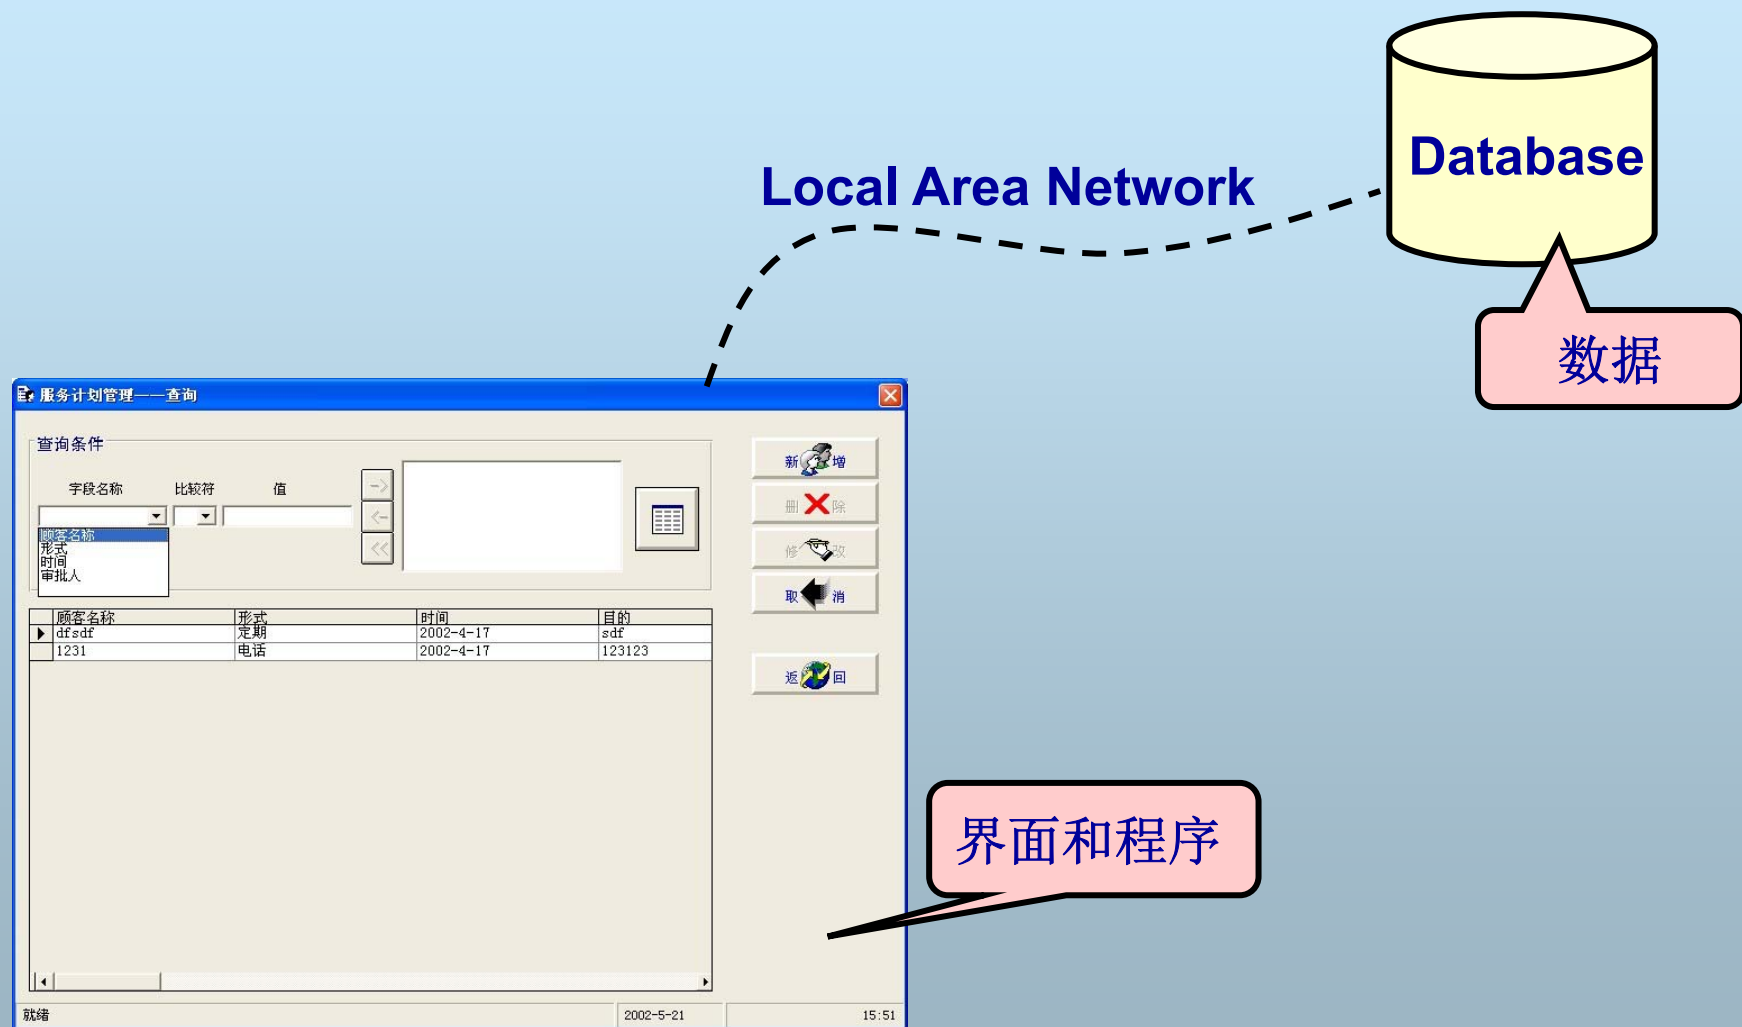 Database
Local Area Network
数据
服务计划管理——查询
查询条件
字段名称 比较符 值
->
<-
<<
顾客名称
形式
时间
审批人
新增
删除
修改
取消
返回
顾客名称 形式 时间 目的
dfsdf 定期 2002-4-17 sdf
1231 电话 2002-4-17 123123
界面和程序
就绪 2002-5-21 15:51